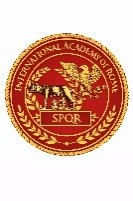 INTERNATIONAL ACADEMY OF ROME
SPQR